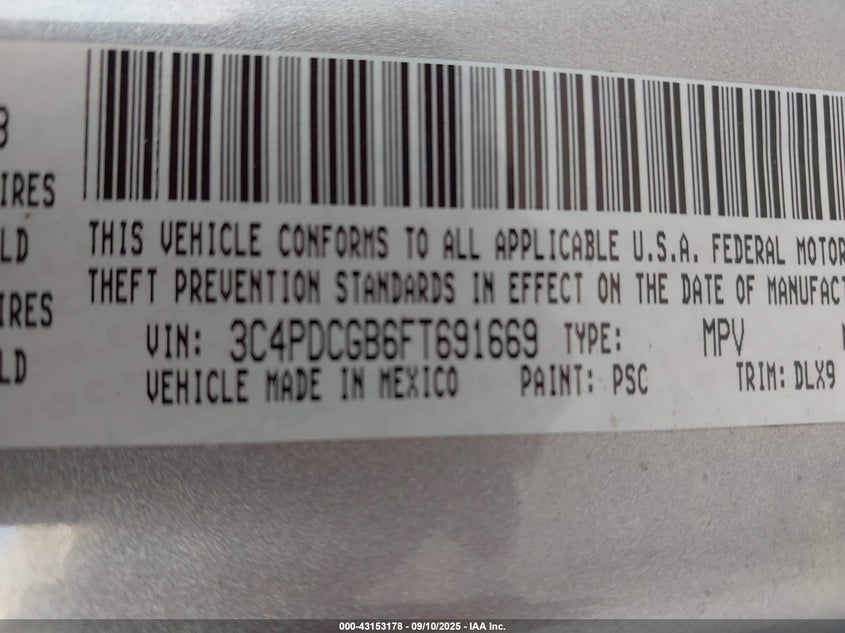 3
IRES
LD
IRES
LD
THIS VEHICLE CONFORMS TO ALL APPLICABLE U.S.A. FEDERAL MOTOR
THEFT PREVENTION STANDARDS IN EFFECT ON THE DATE OF MANUFACT
VIN: 3C4PDCGB6FT691669 TYPE: MPV
VEHICLE MADE IN MEXICO PAINT: PSC TRIM: DLX9
000-43153178 - 09/10/2025 - IAA Inc.